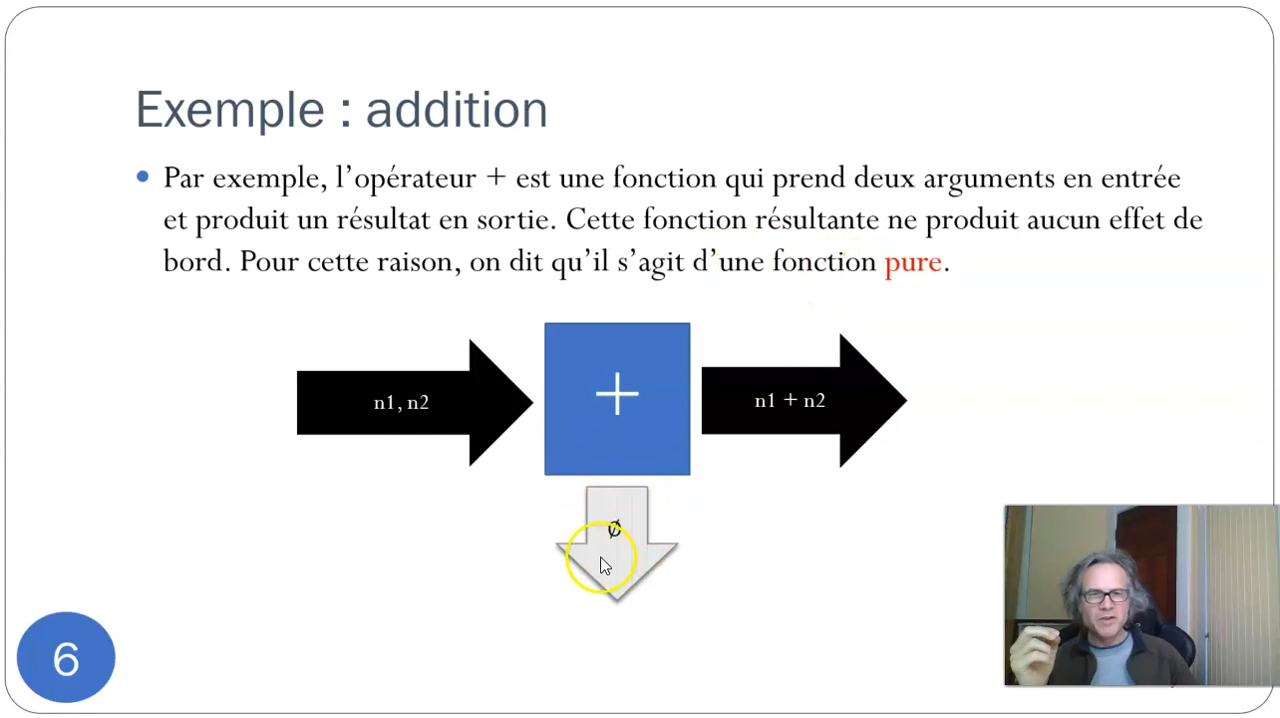 Exemple : addition
Par exemple, l’opérateur + est une fonction qui prend deux arguments en entrée
et produit un résultat en sortie. Cette fonction résultante ne produit aucun effet de
bord. Pour cette raison, on dit qu’il s’agit d’une fonction pure.
n1, n2
+
n1 + n2
Ø
6